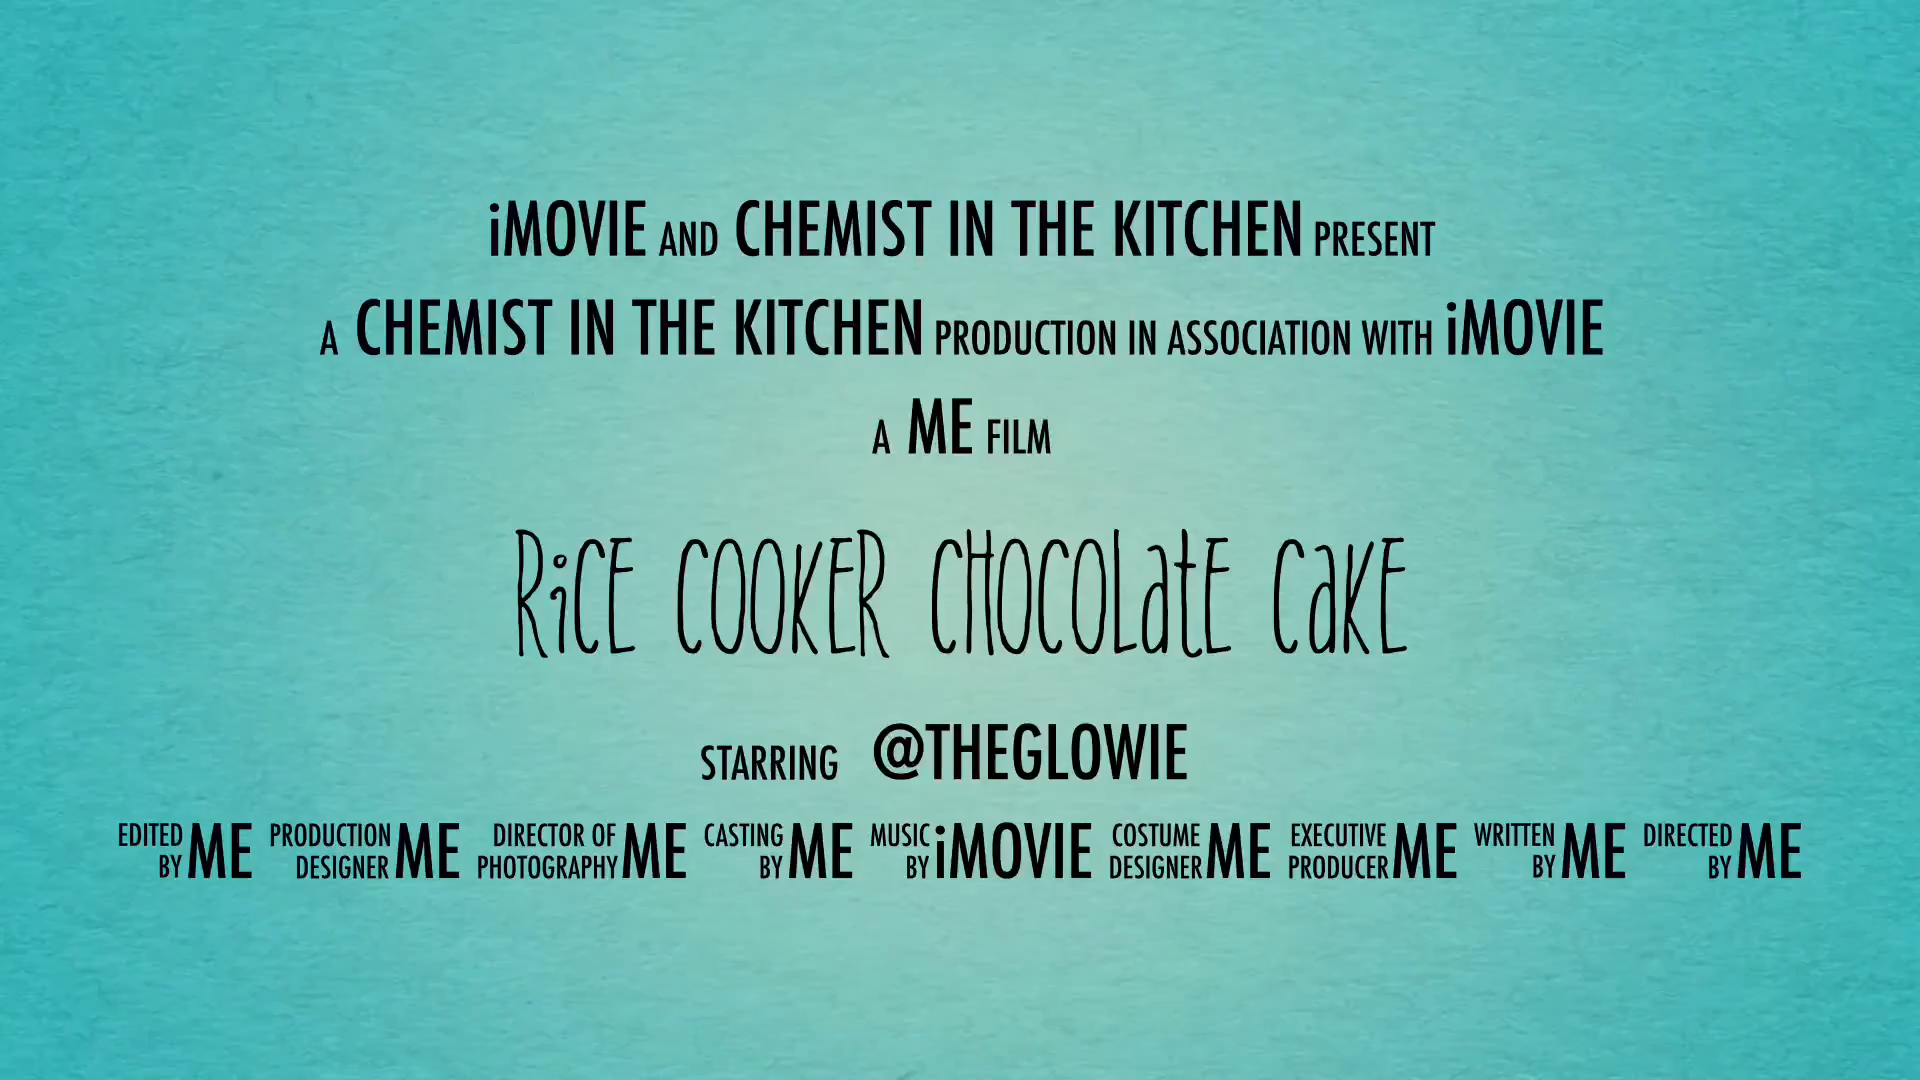 iMOVIE AND CHEMIST IN THE KITCHEN PRESENT
A CHEMIST IN THE KITCHEN PRODUCTION IN ASSOCIATION WITH iMOVIE
A ME FILM
RiCE COOKER CHOCOLatE CaKE
STARRING @THEGLOWIE
EDITED BY ME PRODUCTION DESIGNER ME DIRECTOR OF PHOTOGRAPHY ME CASTING BY ME MUSIC BY iMOVIE COSTUME DESIGNER ME EXECUTIVE PRODUCER ME WRITTEN BY ME DIRECTED BY ME